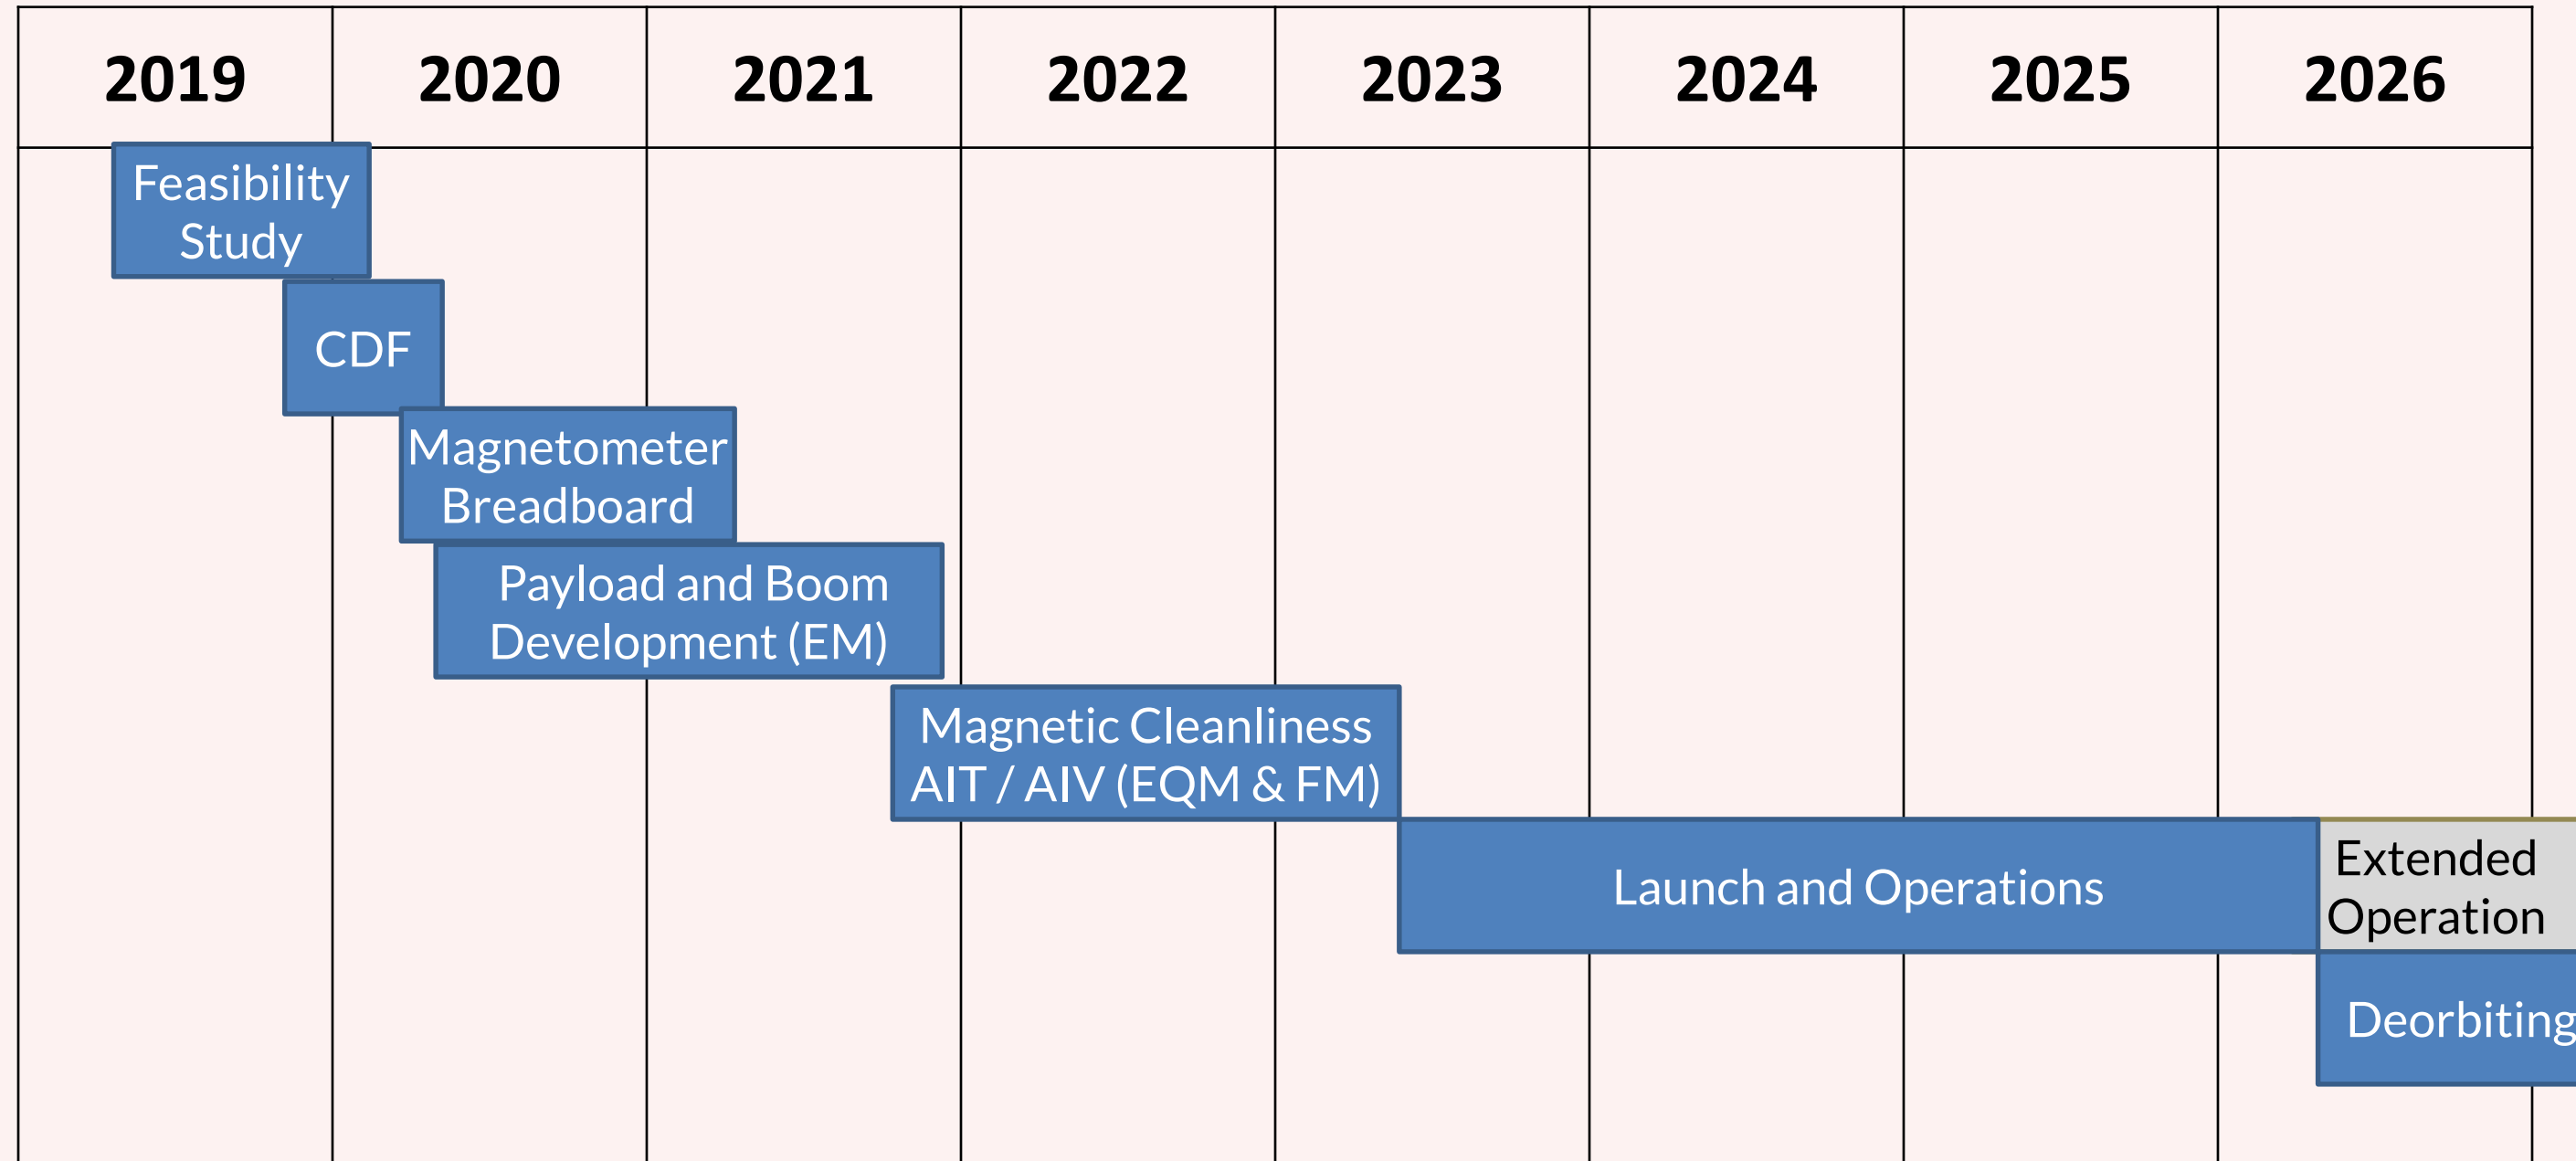 2019 2020 2021 2022 2023 2024 2025 2026
Feasibility
Study
CDF
Magnetometer
Breadboard
Payload and Boom
Development (EM)
Magnetic Cleanliness
AIT / AIV (EQM & FM)
Launch and Operations
Extended
Operation
Deorbiting